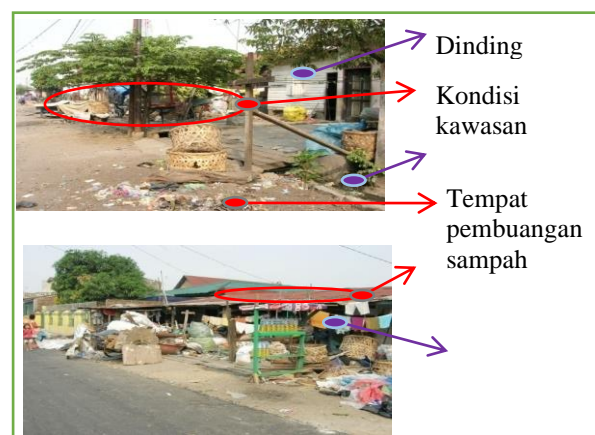 Dinding
Kondisi
kawasan
Tempat
pembuangan
sampah